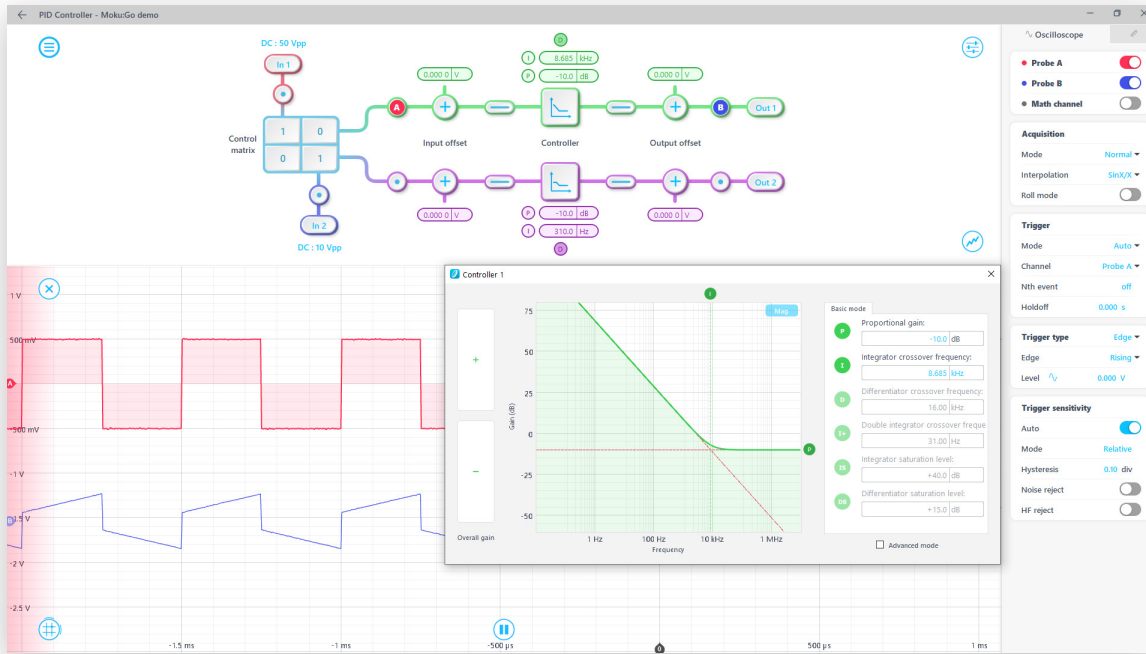 PID Controller - Moku:Go demo
DC : 50 Vpp
In 1
D
I 8.685 kHz
P -10.0 dB
0.000 0 V
0.000 0 V
A
B
Out 1
Control matrix
1 0
0 1
Input offset
Controller
Output offset
Out 2
0.000 0 V
P -10.0 dB
0.000 0 V
I 310.0 Hz
D
In 2
DC : 10 Vpp
1 V
500 mV
A
-500 mV
-1 V
B
-1.5 V
-2 V
-2.5 V
-1.5 ms
-1 ms
-500 µs
0
500 µs
1 ms
Controller 1
+
−
Overall gain
I
Mag
75
50
25
0
-25
-50
Gain (dB)
P
1 Hz
100 Hz
10 kHz
1 MHz
Frequency
Basic mode
Proportional gain:
P -10.0 dB
Integrator crossover frequency:
I 8.685 kHz
Differentiator crossover frequency:
D 16.00 kHz
Double integrator crossover freque
I+ 31.00 Hz
Integrator saturation level:
IS +40.0 dB
Differentiator saturation level:
DS +15.0 dB
Advanced mode
Oscilloscope
Probe A
Probe B
Math channel
Acquisition
Mode Normal
Interpolation SinX/X
Roll mode
Trigger
Mode Auto
Channel Probe A
Nth event off
Holdoff 0.000 s
Trigger type Edge
Edge Rising
Level 0.000 V
Trigger sensitivity
Auto
Mode Relative
Hysteresis 0.10 div
Noise reject
HF reject